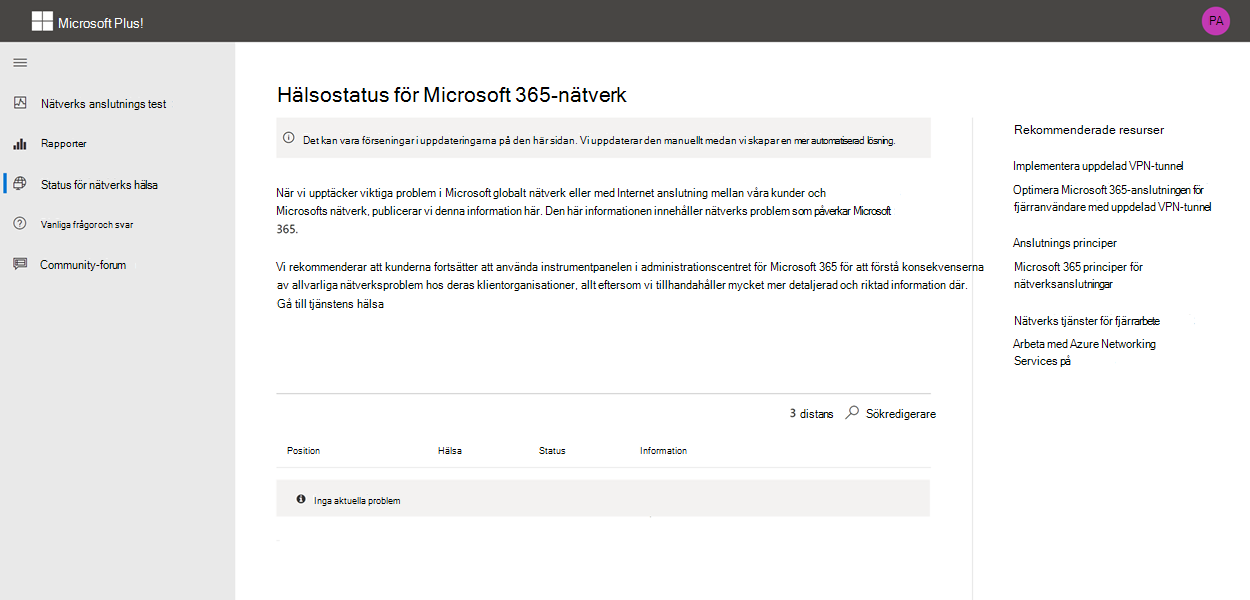 Microsoft Plus!
PA
Nätverks anslutnings test
Rapporter
Status för nätverks hälsa
Vanliga frågor och svar
Community-forum
Hälsostatus för Microsoft 365-nätverk
Det kan vara förseningar i uppdateringarna på den här sidan. Vi uppdaterar den manuellt medan vi skapar en mer automatiserad lösning.
När vi upptäcker viktiga problem i Microsoft globalt nätverk eller med Internet anslutning mellan våra kunder och
Microsofts nätverk, publicerar vi denna information här. Den här informationen innehåller nätverks problem som påverkar Microsoft
365.
Vi rekommenderar att kunderna fortsätter att använda instrumentpanelen i administrationscentret för Microsoft 365 för att förstå konsekvenserna
av allvarliga nätverksproblem hos deras klientorganisationer, allt eftersom vi tillhandahåller mycket mer detaljerad och riktad information där.
Gå till tjänstens hälsa
3 distans
Sökredigerare
Position
Hälsa
Status
Information
Inga aktuella problem
Rekommenderade resurser
Implementera uppdelad VPN-tunnel
Optimera Microsoft 365-anslutningen för
fjärranvändare med uppdelad VPN-tunnel
Anslutnings principer
Microsoft 365 principer för
nätverksanslutningar
Nätverks tjänster för fjärrarbete
Arbeta med Azure Networking
Services på